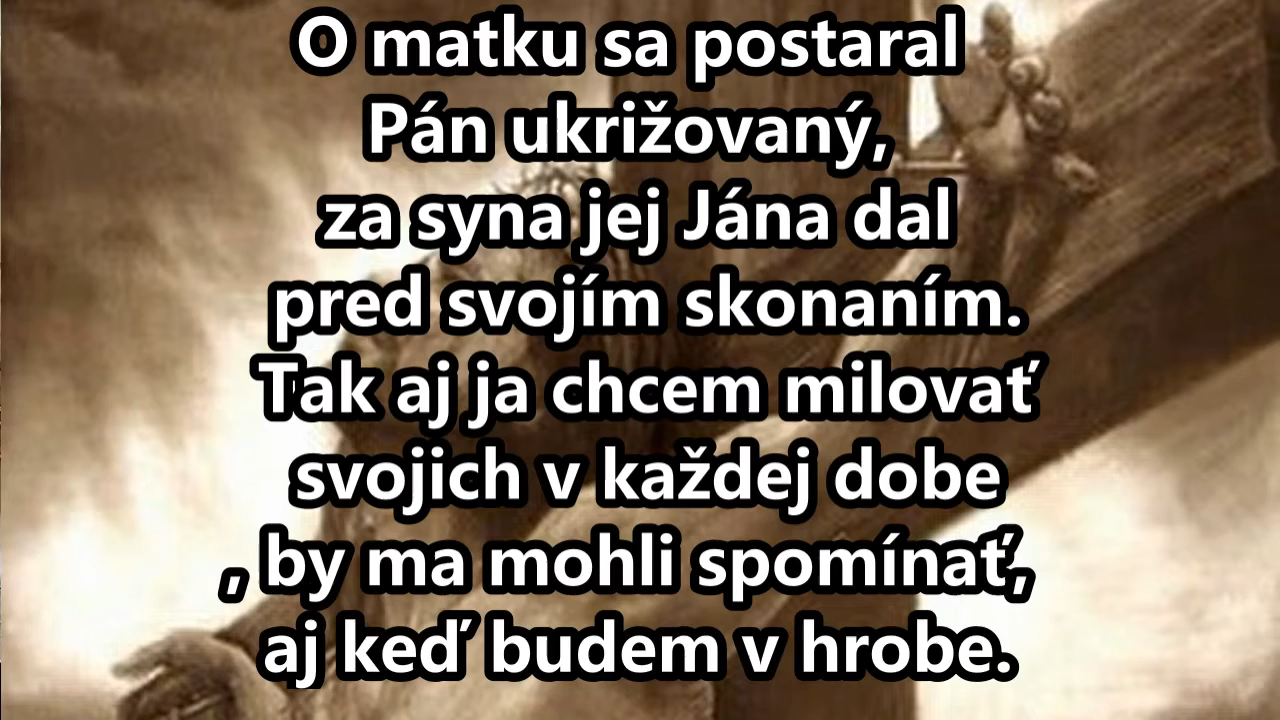 O matku sa postaral
Pán ukrižovaný,
za syna jej Jána dal
pred svojím skonaním.
Tak aj ja chcem milovať
svojich v každej dobe
, by ma mohli spomínať,
aj keď budem v hrobe.